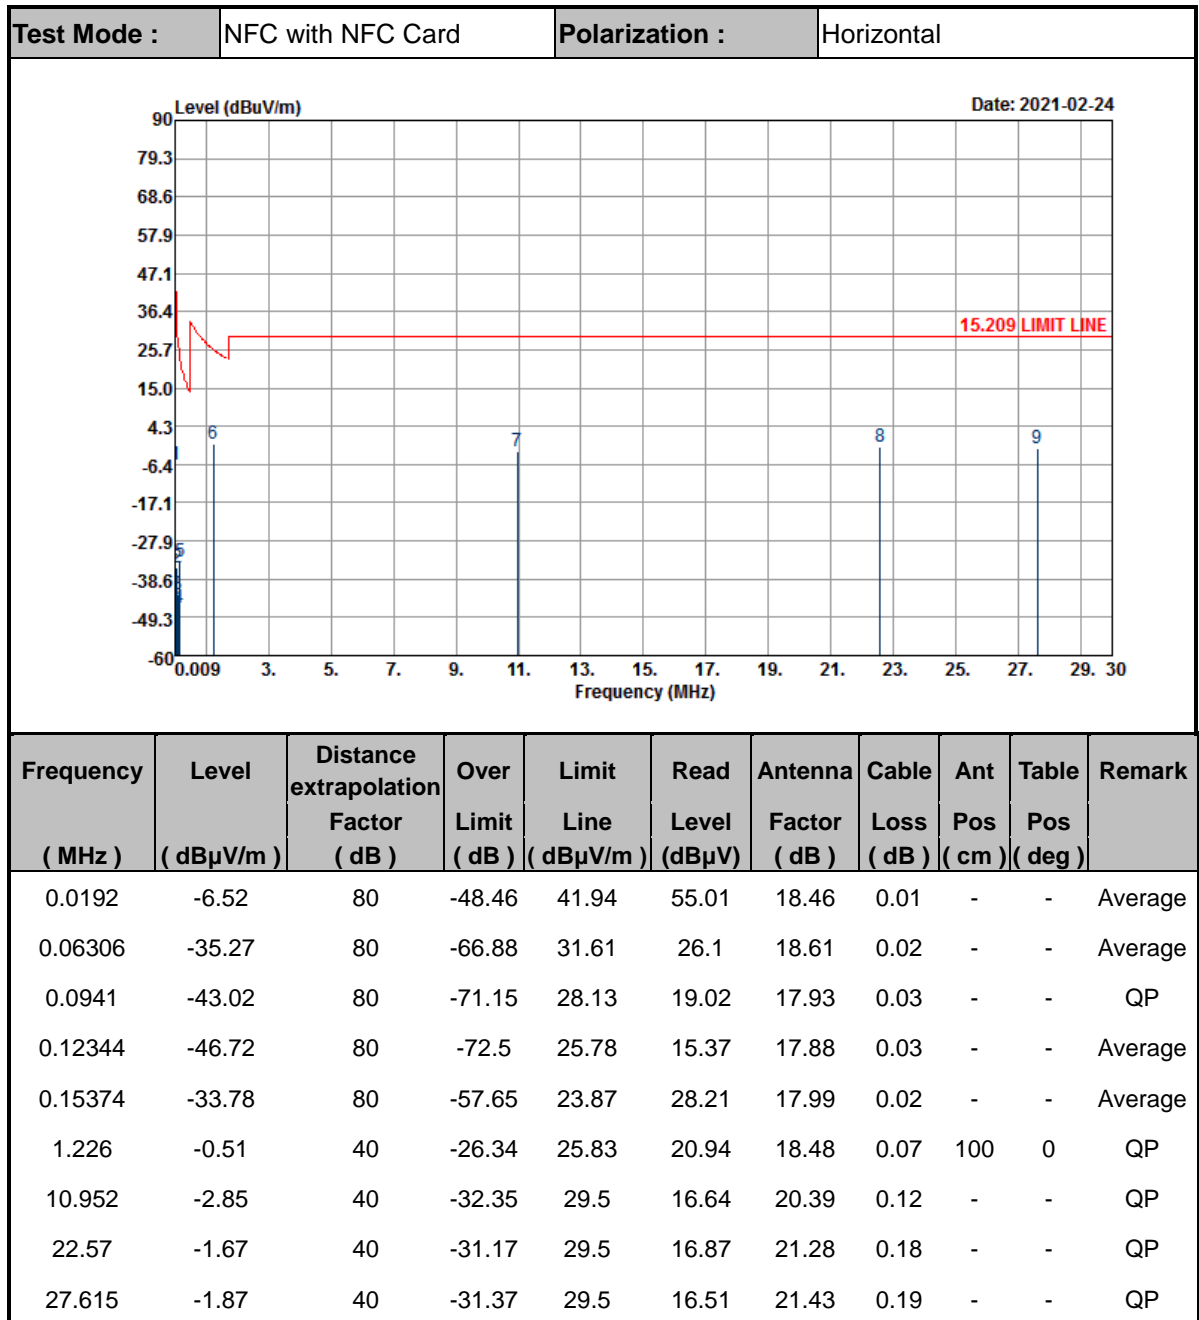 Test Mode : NFC with NFC Card Polarization : Horizontal
Level (dBuV/m) Date: 2021-02-24
90
79.3
68.6
57.9
47.1
36.4
15.209 LIMIT LINE
25.7
15.0
4.3
6 7 8 9
-6.4
-17.1
-27.9
5
-38.6
-49.3
-60
0.009 3. 5. 7. 9. 11. 13. 15. 17. 19. 21. 23. 25. 27. 29. 30
Frequency (MHz)
Frequency Level Distance extrapolation Over Limit Read Antenna Cable Ant Table Remark
Factor Limit Line Level Factor Loss Pos Pos
( MHz ) ( dBµV/m ) ( dB ) ( dB ) ( dBµV/m ) (dBµV) ( dB ) ( dB ) ( cm ) ( deg )
0.0192 -6.52 80 -48.46 41.94 55.01 18.46 0.01 - - Average
0.06306 -35.27 80 -66.88 31.61 26.1 18.61 0.02 - - Average
0.0941 -43.02 80 -71.15 28.13 19.02 17.93 0.03 - - QP
0.12344 -46.72 80 -72.5 25.78 15.37 17.88 0.03 - - Average
0.15374 -33.78 80 -57.65 23.87 28.21 17.99 0.02 - - Average
1.226 -0.51 40 -26.34 25.83 20.94 18.48 0.07 100 0 QP
10.952 -2.85 40 -32.35 29.5 16.64 20.39 0.12 - - QP
22.57 -1.67 40 -31.17 29.5 16.87 21.28 0.18 - - QP
27.615 -1.87 40 -31.37 29.5 16.51 21.43 0.19 - - QP